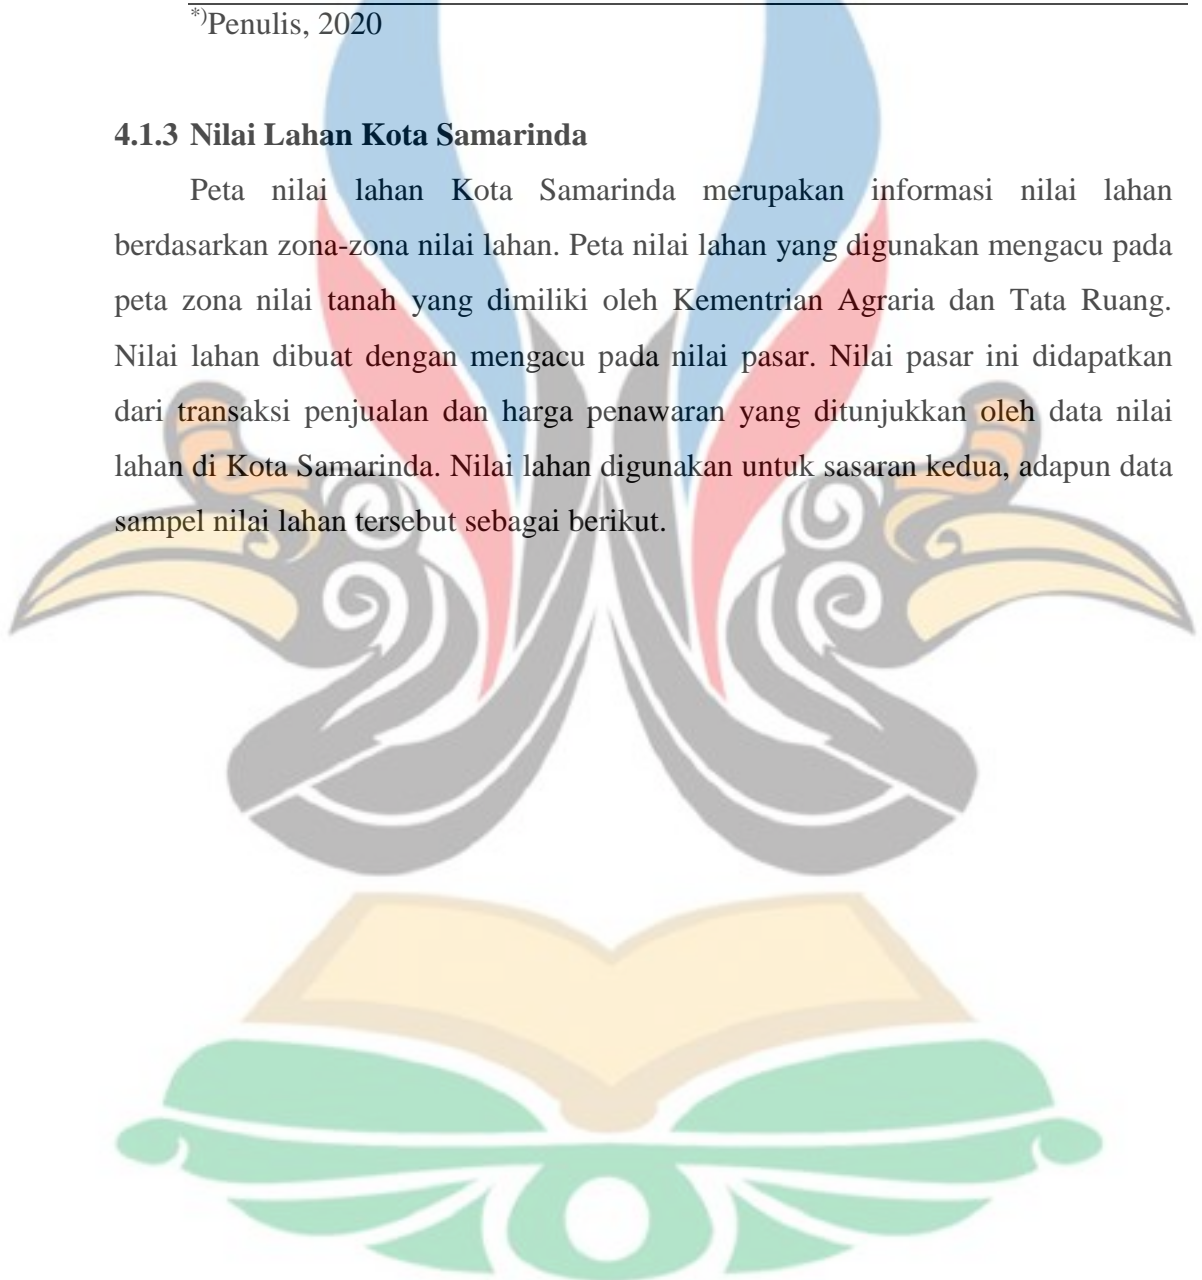 *)Penulis, 2020
4.1.3 Nilai Lahan Kota Samarinda
Peta nilai lahan Kota Samarinda merupakan informasi nilai lahan
berdasarkan zona-zona nilai lahan. Peta nilai lahan yang digunakan mengacu pada
peta zona nilai tanah yang dimiliki oleh Kementrian Agraria dan Tata Ruang.
Nilai lahan dibuat dengan mengacu pada nilai pasar. Nilai pasar ini didapatkan
dari transaksi penjualan dan harga penawaran yang ditunjukkan oleh data nilai
lahan di Kota Samarinda. Nilai lahan digunakan untuk sasaran kedua, adapun data
sampel nilai lahan tersebut sebagai berikut.